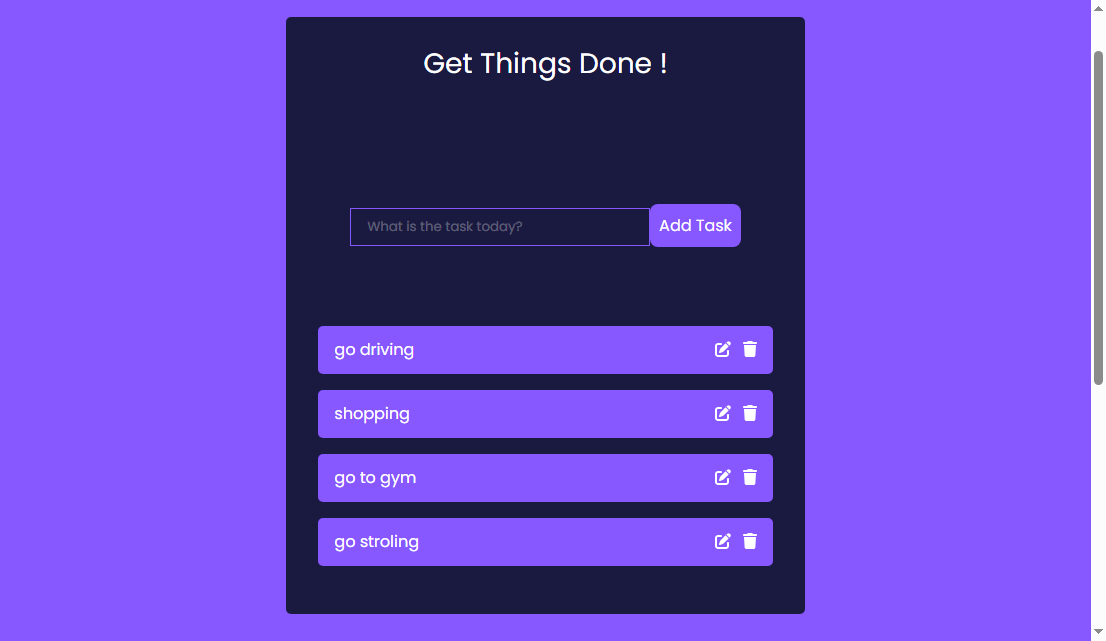 Get Things Done !
What is the task today?
Add Task
go driving
shopping
go to gym
go stroling